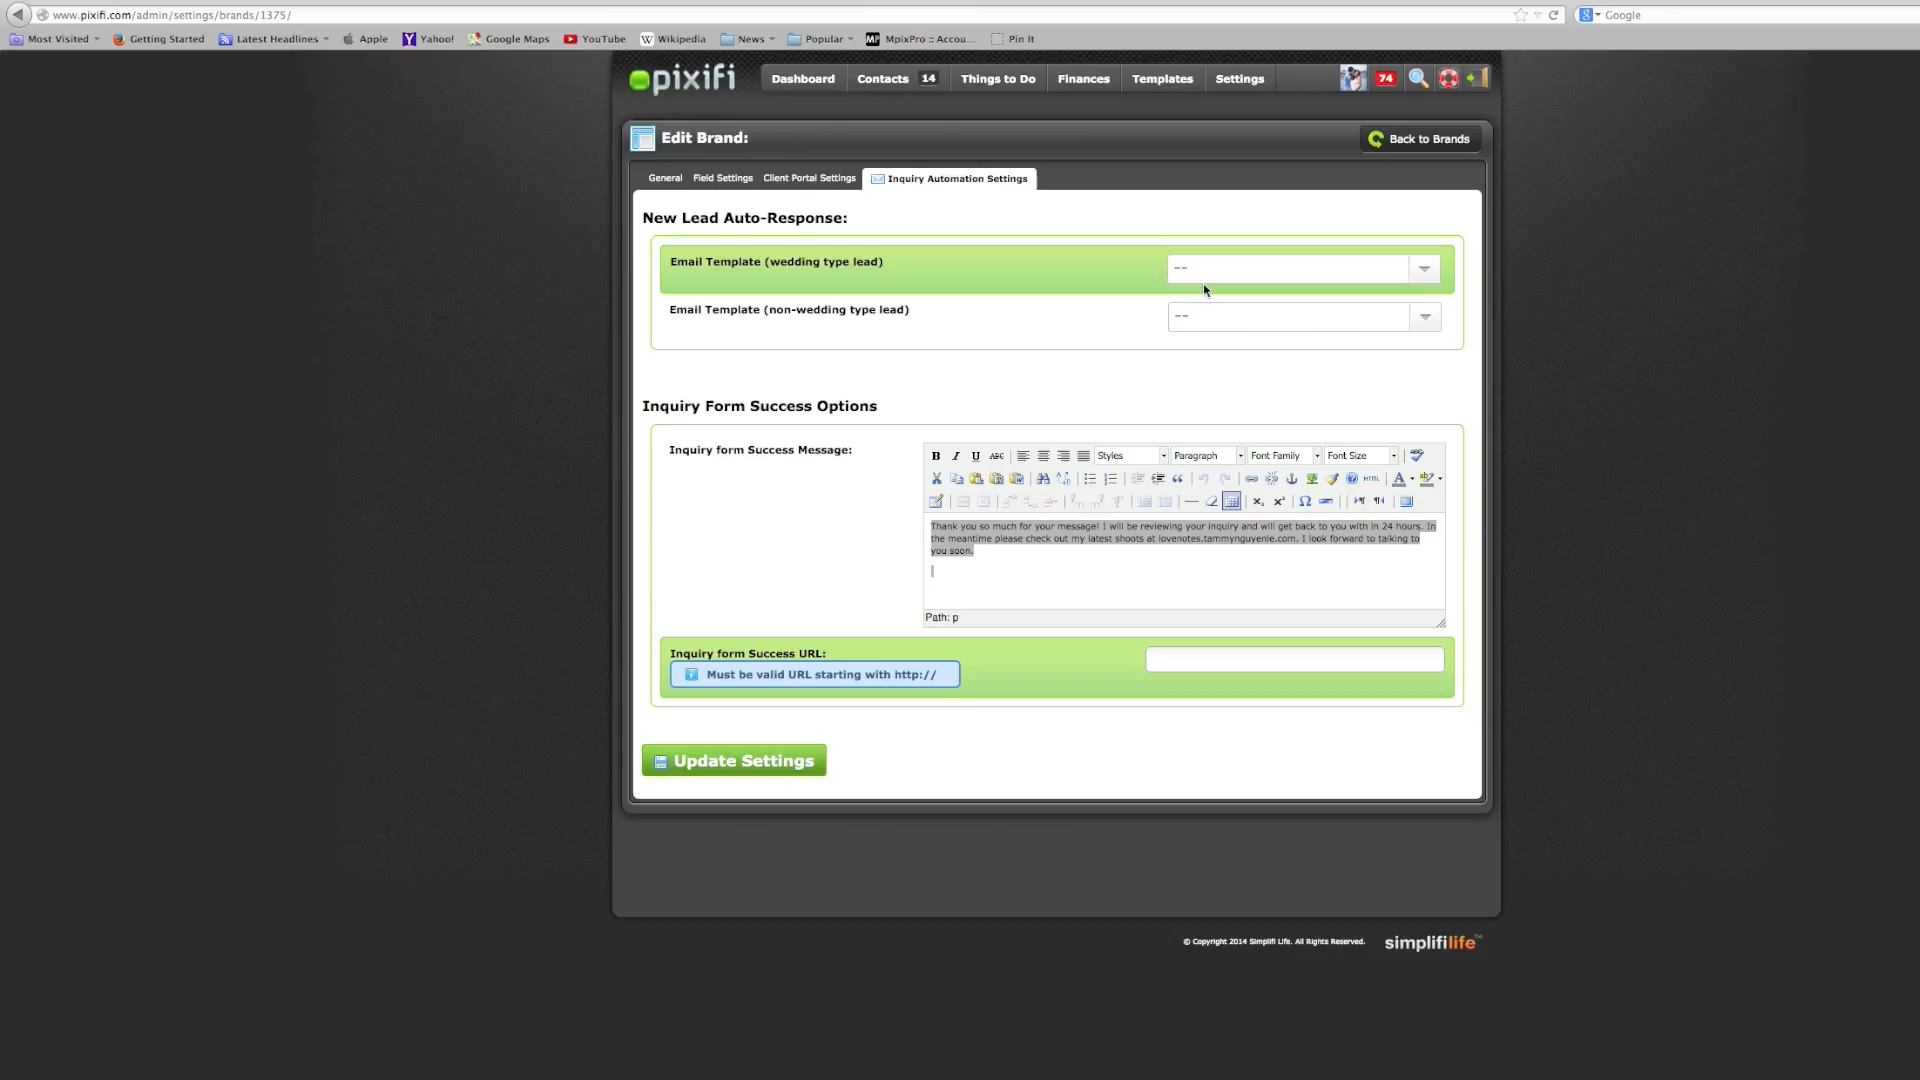 www.pixifi.com/admin/settings/brands/1375/
Google
Most Visited
Getting Started
Latest Headlines
Apple
Yahoo!
Google Maps
YouTube
Wikipedia
News
Popular
MpixPro :: Accou...
Pin It
pixifi
Dashboard
Contacts 14
Things to Do
Finances
Templates
Settings
74
Edit Brand:
Back to Brands
General
Field Settings
Client Portal Settings
Inquiry Automation Settings
New Lead Auto-Response:
Email Template (wedding type lead)
--
Email Template (non-wedding type lead)
--
Inquiry Form Success Options
Inquiry form Success Message:
B I U ABC
Styles
Paragraph
Font Family
Font Size
HTML
Thank you so much for your message! I will be reviewing your inquiry and will get back to you with in 24 hours. In
the meantime please check out my latest shoots at lovenotes.tammynguyenie.com. I look forward to talking to
you soon.
Path: p
Inquiry form Success URL:
Must be valid URL starting with http://
Update Settings
© Copyright 2014 Simplifi Life. All Rights Reserved.
simplifilife™